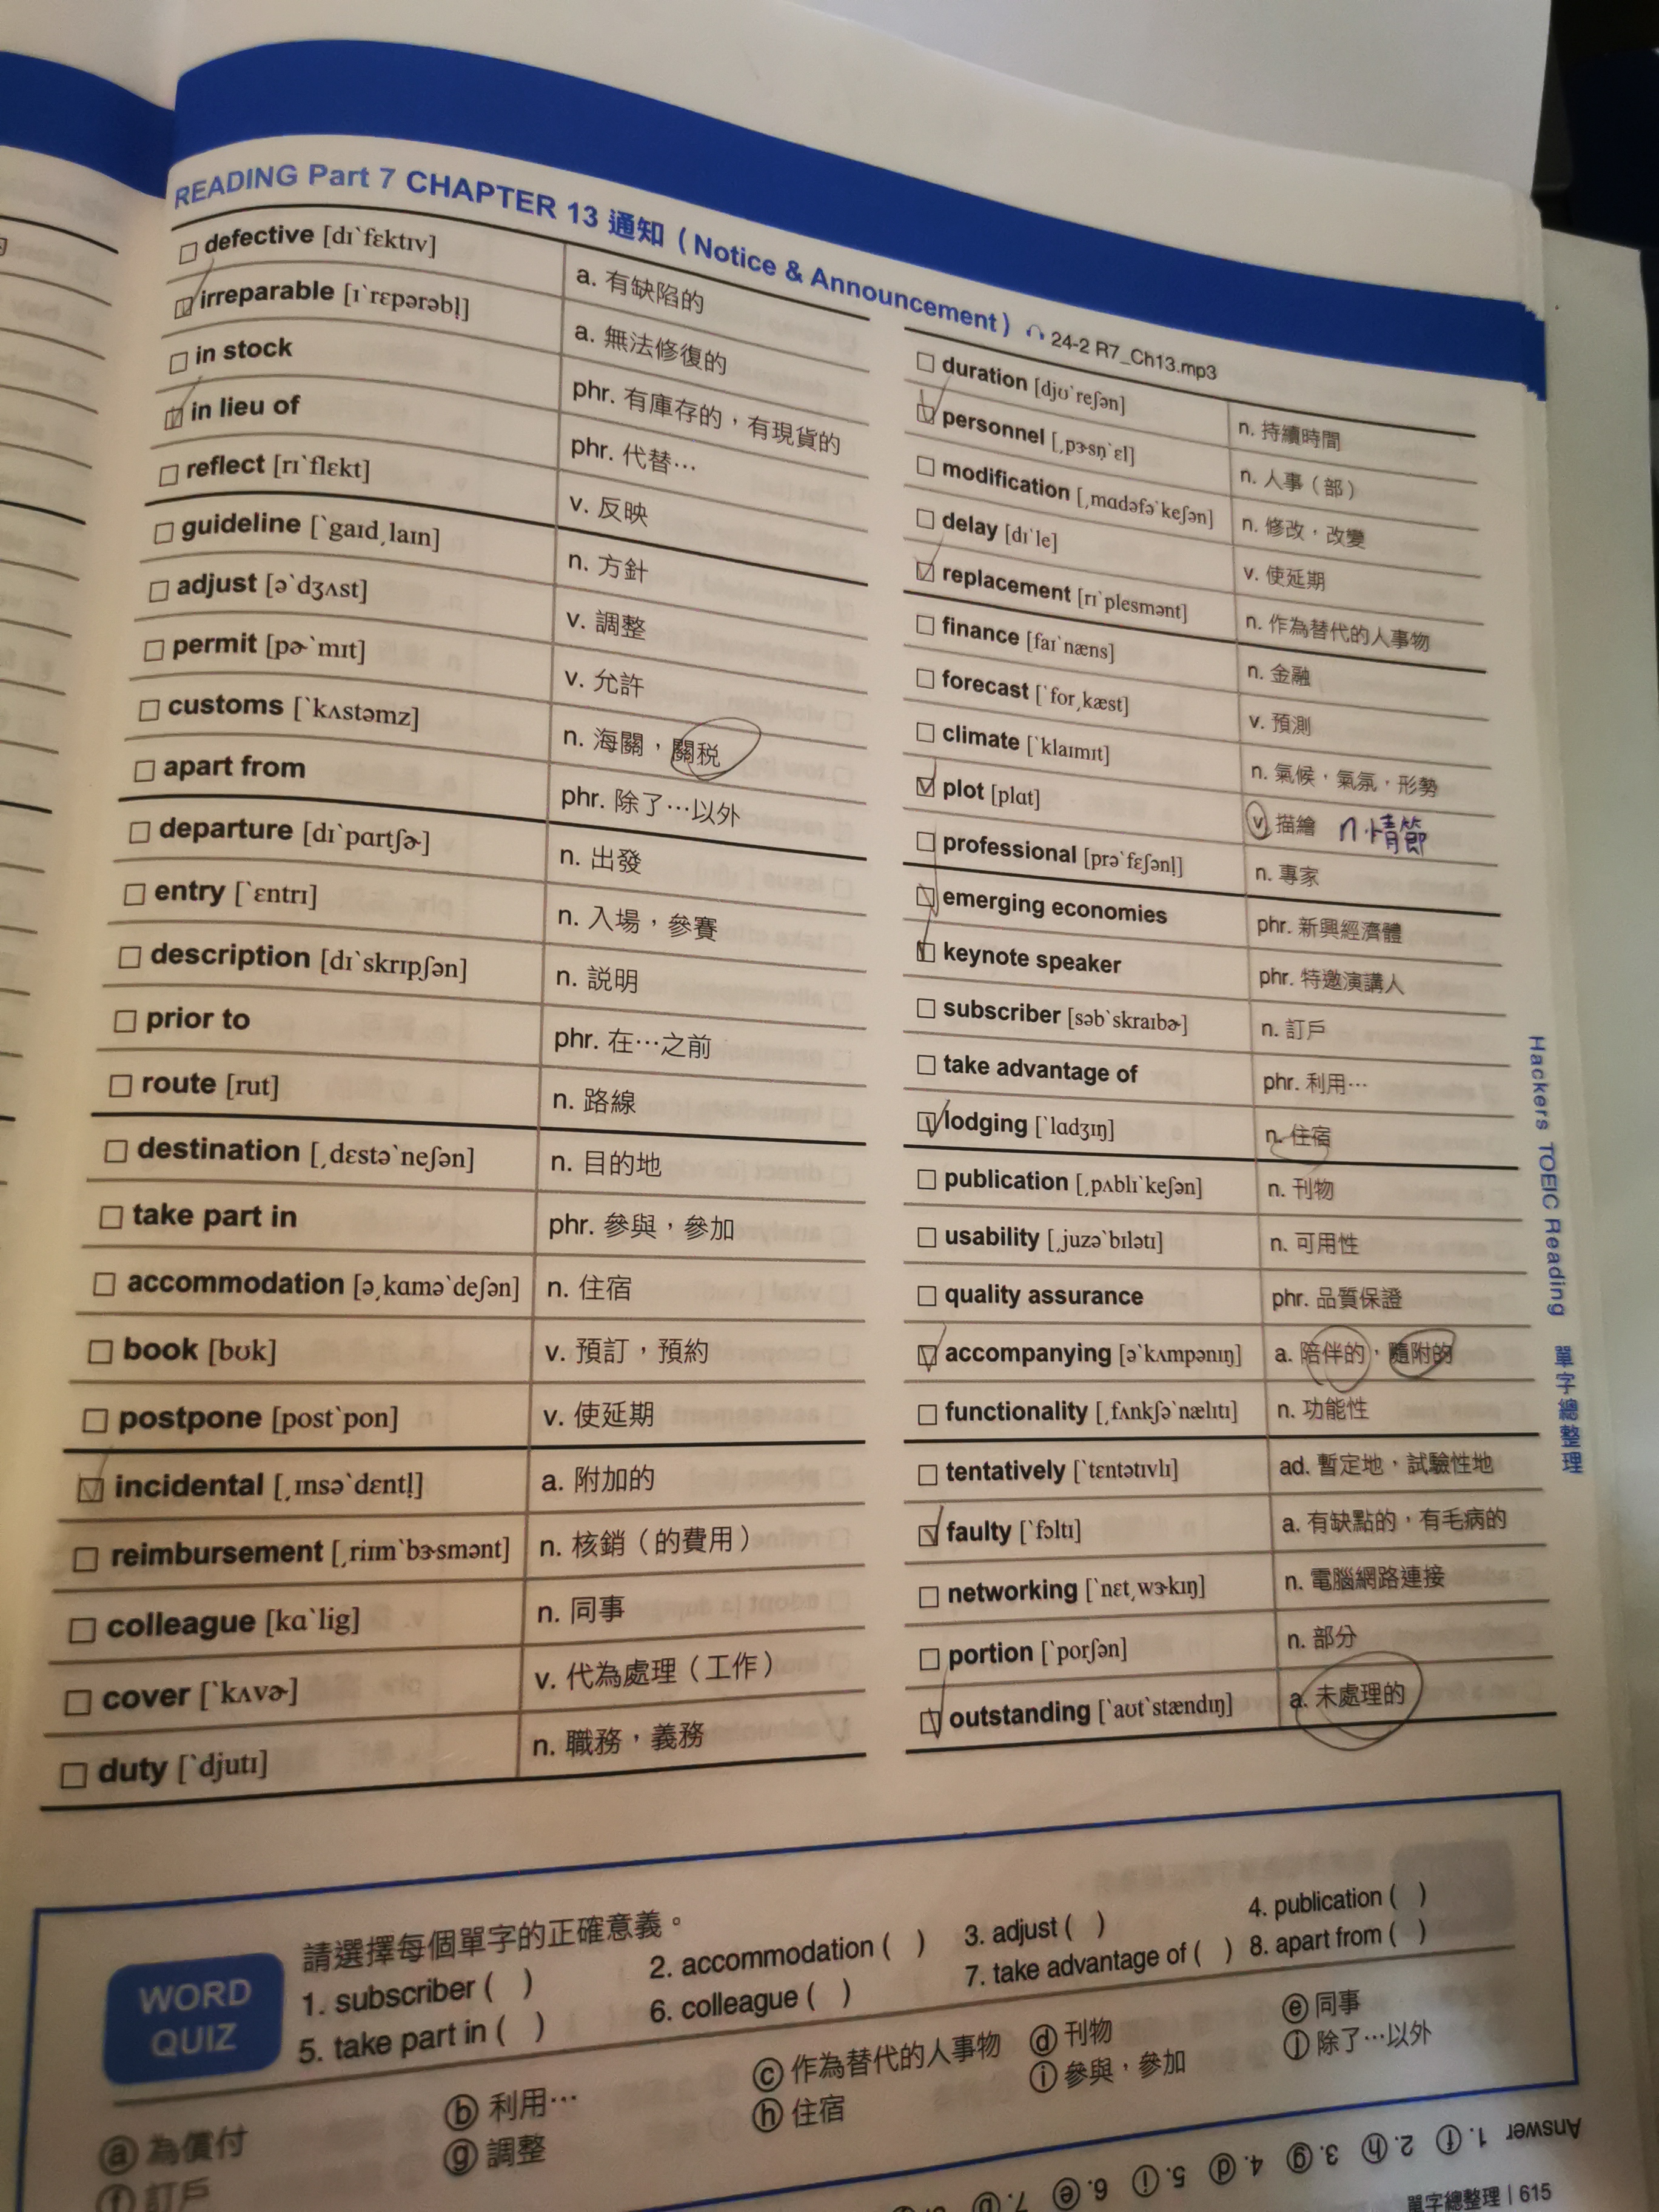 READING Part 7 CHAPTER 13 通知 ( Notice & Announcement ) 24-2 R7_Ch13.mp3
□ defective [dɪˋfɛktɪv] a. 有缺陷的
□ irreparable [ɪˋrɛpərəbl̩] a. 無法修復的
□ in stock phr. 有庫存的，有現貨的
□ in lieu of phr. 代替…
□ reflect [rɪˋflɛkt] v. 反映
□ guideline [ˋgaɪdˏlaɪn] n. 方針
□ adjust [əˋdʒʌst] v. 調整
□ permit [pɚˋmɪt] v. 允許
□ customs [ˋkʌstəmz] n. 海關，關稅
□ apart from phr. 除了…以外
□ departure [dɪˋpɑrtʃɚ] n. 出發
□ entry [ˋɛntrɪ] n. 入場，參賽
□ description [dɪˋskrɪpʃən] n. 説明
□ prior to phr. 在…之前
□ route [rut] n. 路線
□ destination [ˏdɛstəˋneʃən] n. 目的地
□ take part in phr. 參與，參加
□ accommodation [əˏkɑməˋdeʃən] n. 住宿
□ book [bʊk] v. 預訂，預約
□ postpone [postˋpon] v. 使延期
□ incidental [ˏɪnsəˋdɛntl̩] a. 附加的
□ reimbursement [ˏriɪmˋbɝsmənt] n. 核銷（的費用）
□ colleague [kɑˋlig] n. 同事
□ cover [ˋkʌvɚ] v. 代為處理（工作）
□ duty [ˋdjutɪ] n. 職務，義務
□ duration [djʊˋreʃən] n. 持續時間
□ personnel [ˏpɝsn̩ˋɛl] n. 人事（部）
□ modification [ˏmɑdəfəˋkeʃən] n. 修改，改變
□ delay [dɪˋle] v. 使延期
□ replacement [rɪˋplesmənt] n. 作為替代的人事物
□ finance [faɪˋnæns] n. 金融
□ forecast [ˋforˏkæst] v. 預測
□ climate [ˋklaɪmɪt] n. 氣候，氣氛，形勢
□ plot [plɑt] v. 描繪 n.情節
□ professional [prəˋfɛʃənl̩] n. 專家
□ emerging economies phr. 新興經濟體
□ keynote speaker phr. 特邀演講人
□ subscriber [səbˋskraɪbɚ] n. 訂戶
□ take advantage of phr. 利用…
□ lodging [ˋlɑdʒɪŋ] n. 住宿
□ publication [ˏpʌblɪˋkeʃən] n. 刊物
□ usability [ˏjuzəˋbɪlətɪ] n. 可用性
□ quality assurance phr. 品質保證
□ accompanying [əˋkʌmpənɪŋ] a. 陪伴的，隨附的
□ functionality [ˏfʌnkʃəˋnælɪtɪ] n. 功能性
□ tentatively [ˋtɛntətɪvlɪ] ad. 暫定地，試驗性地
□ faulty [ˋfɔltɪ] a. 有缺點的，有毛病的
□ networking [ˋnɛtˏwɝkɪŋ] n. 電腦網路連接
□ portion [ˋporʃən] n. 部分
□ outstanding [ˋaʊtˋstændɪŋ] a. 未處理的
Hackers TOEIC Reading 單字總整理
WORD QUIZ
請選擇每個單字的正確意義。
1. subscriber ( ) 2. accommodation ( ) 3. adjust ( ) 4. publication ( )
5. take part in ( ) 6. colleague ( ) 7. take advantage of ( ) 8. apart from ( )
ⓐ 為償付 ⓑ 利用… ⓒ 作為替代的人事物 ⓓ 刊物 ⓔ 同事
ⓕ 訂戶 ⓖ 調整 ⓗ 住宿 ⓘ 參與，參加 ⓙ 除了…以外
Answer 1. ⓕ 2. ⓗ 3. ⓖ 4. ⓓ 5. ⓘ 6. ⓔ 7. ⓑ
單字總整理 | 615